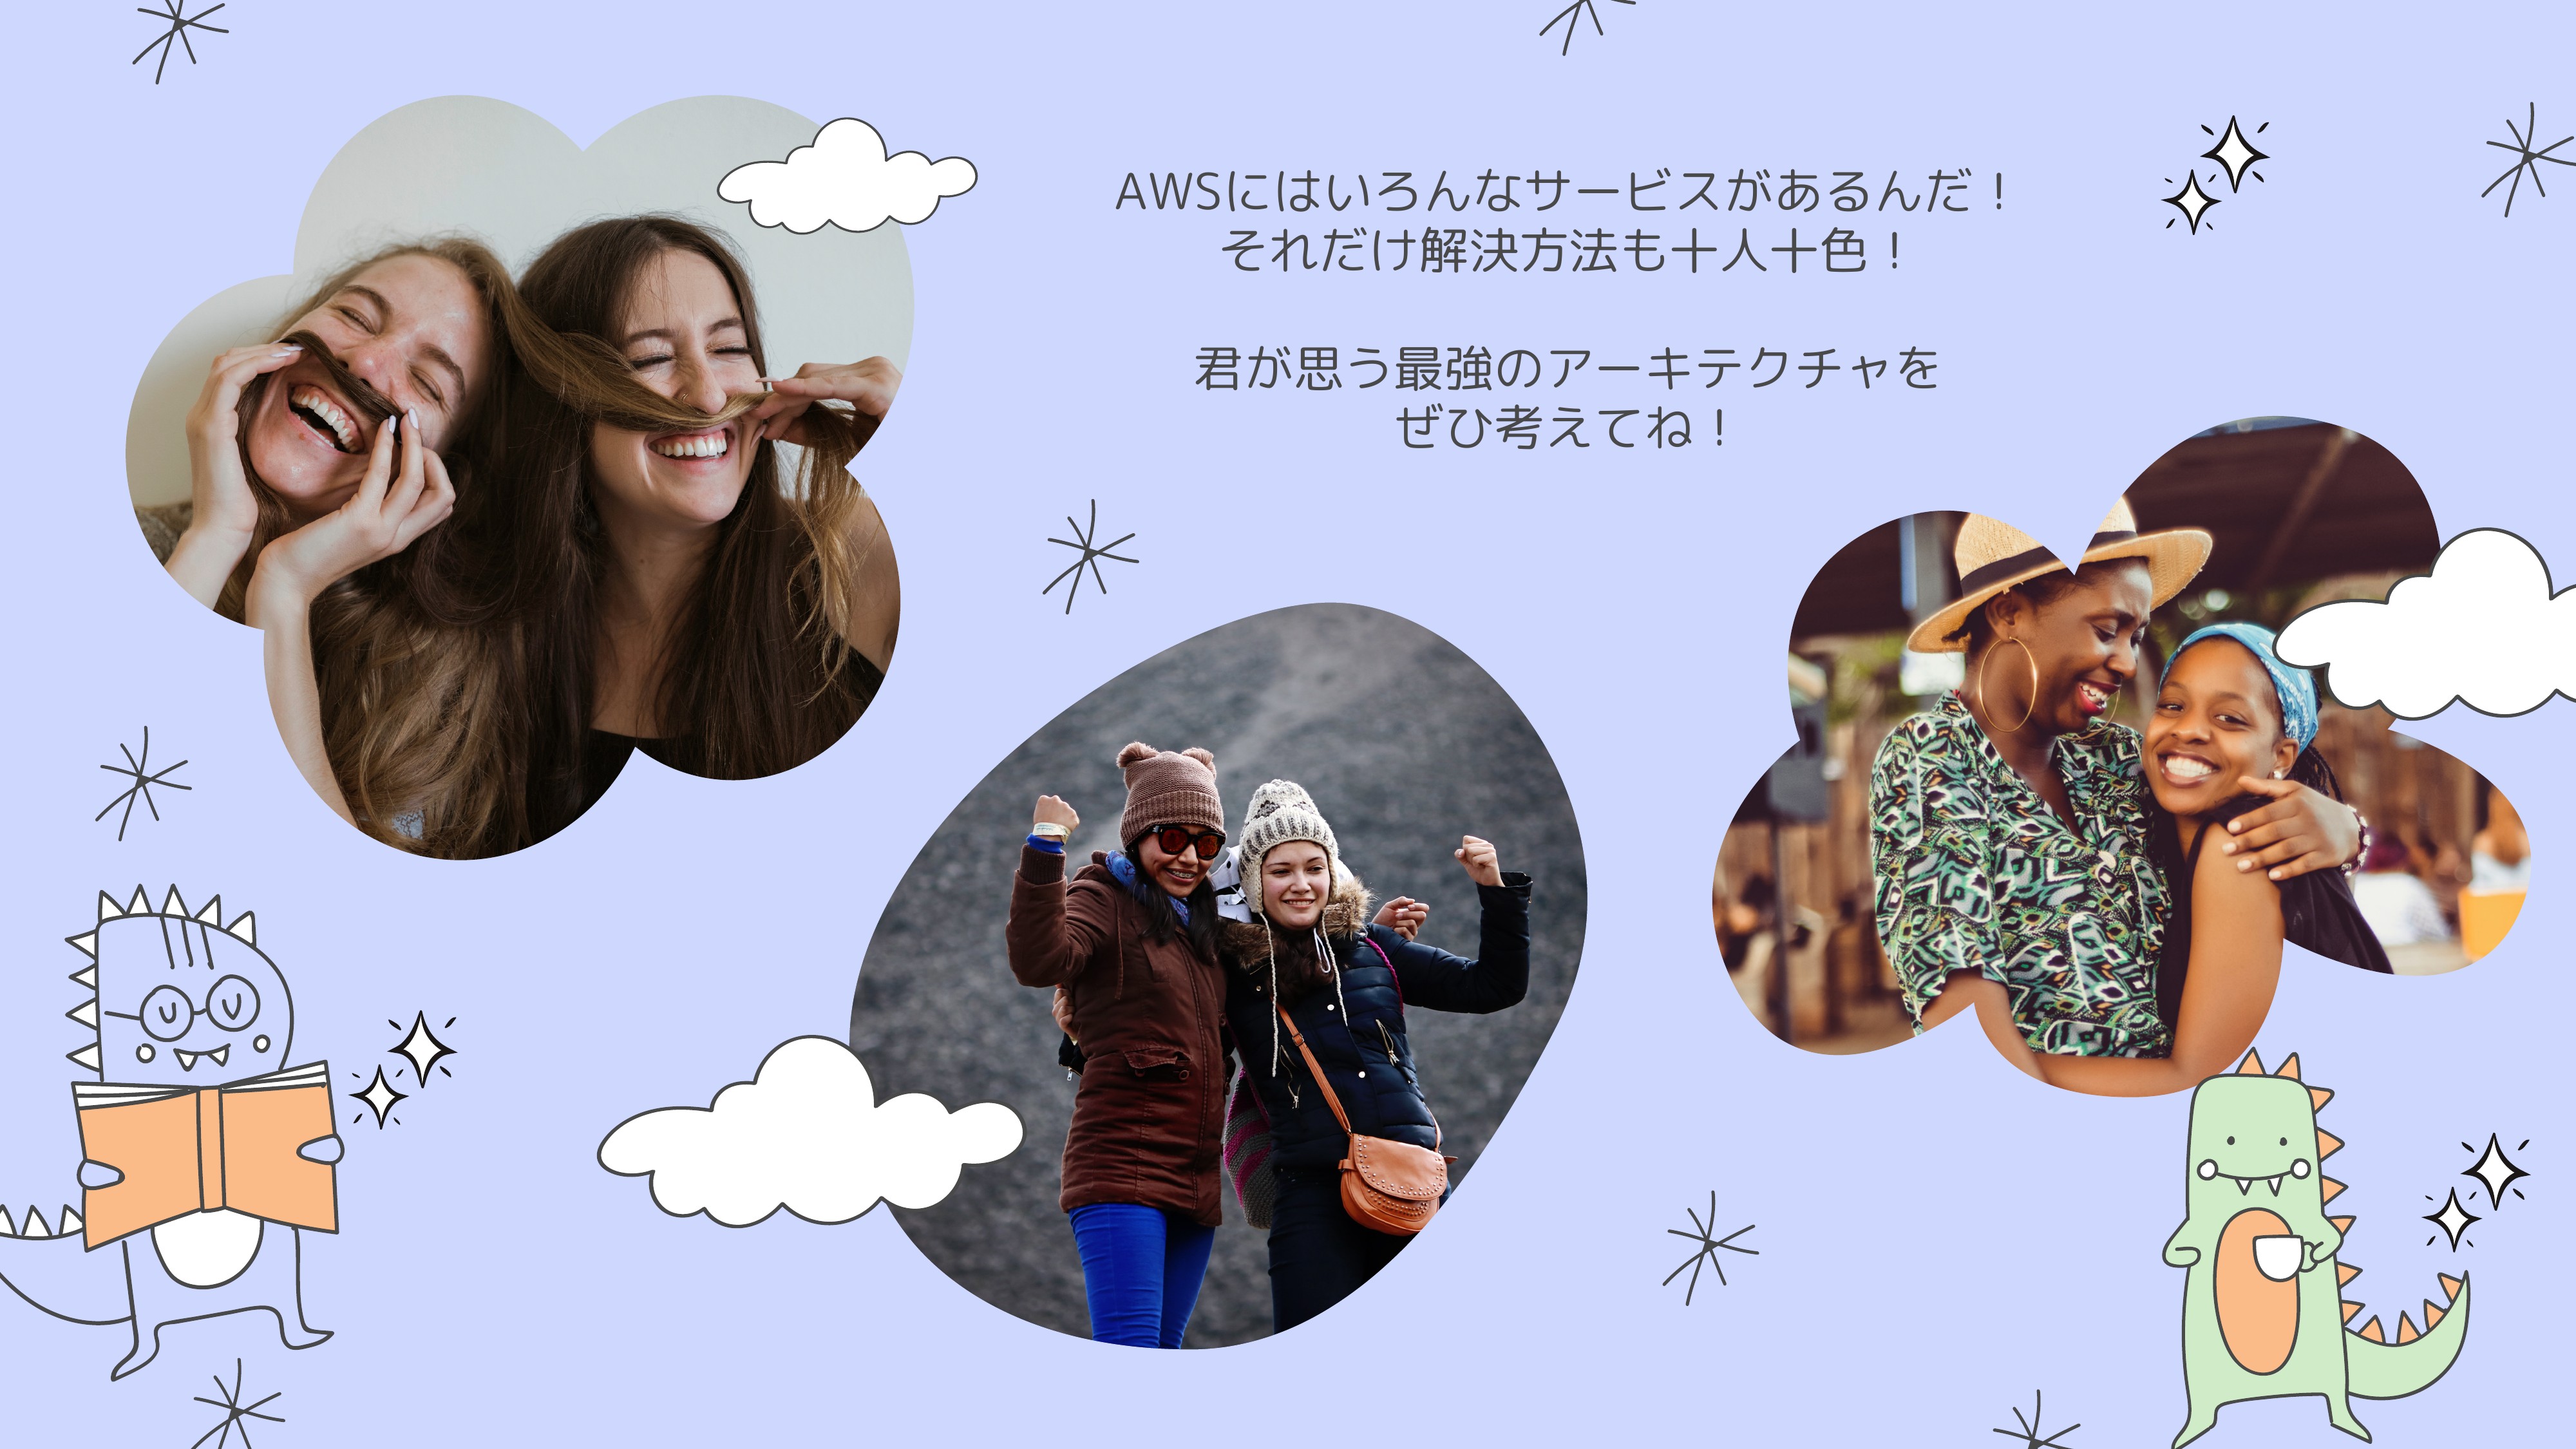 AWSにはいろんなサービスがあるんだ！
それだけ解決方法も十人十色！
君が思う最強のアーキテクチャを
ぜひ考えてね！